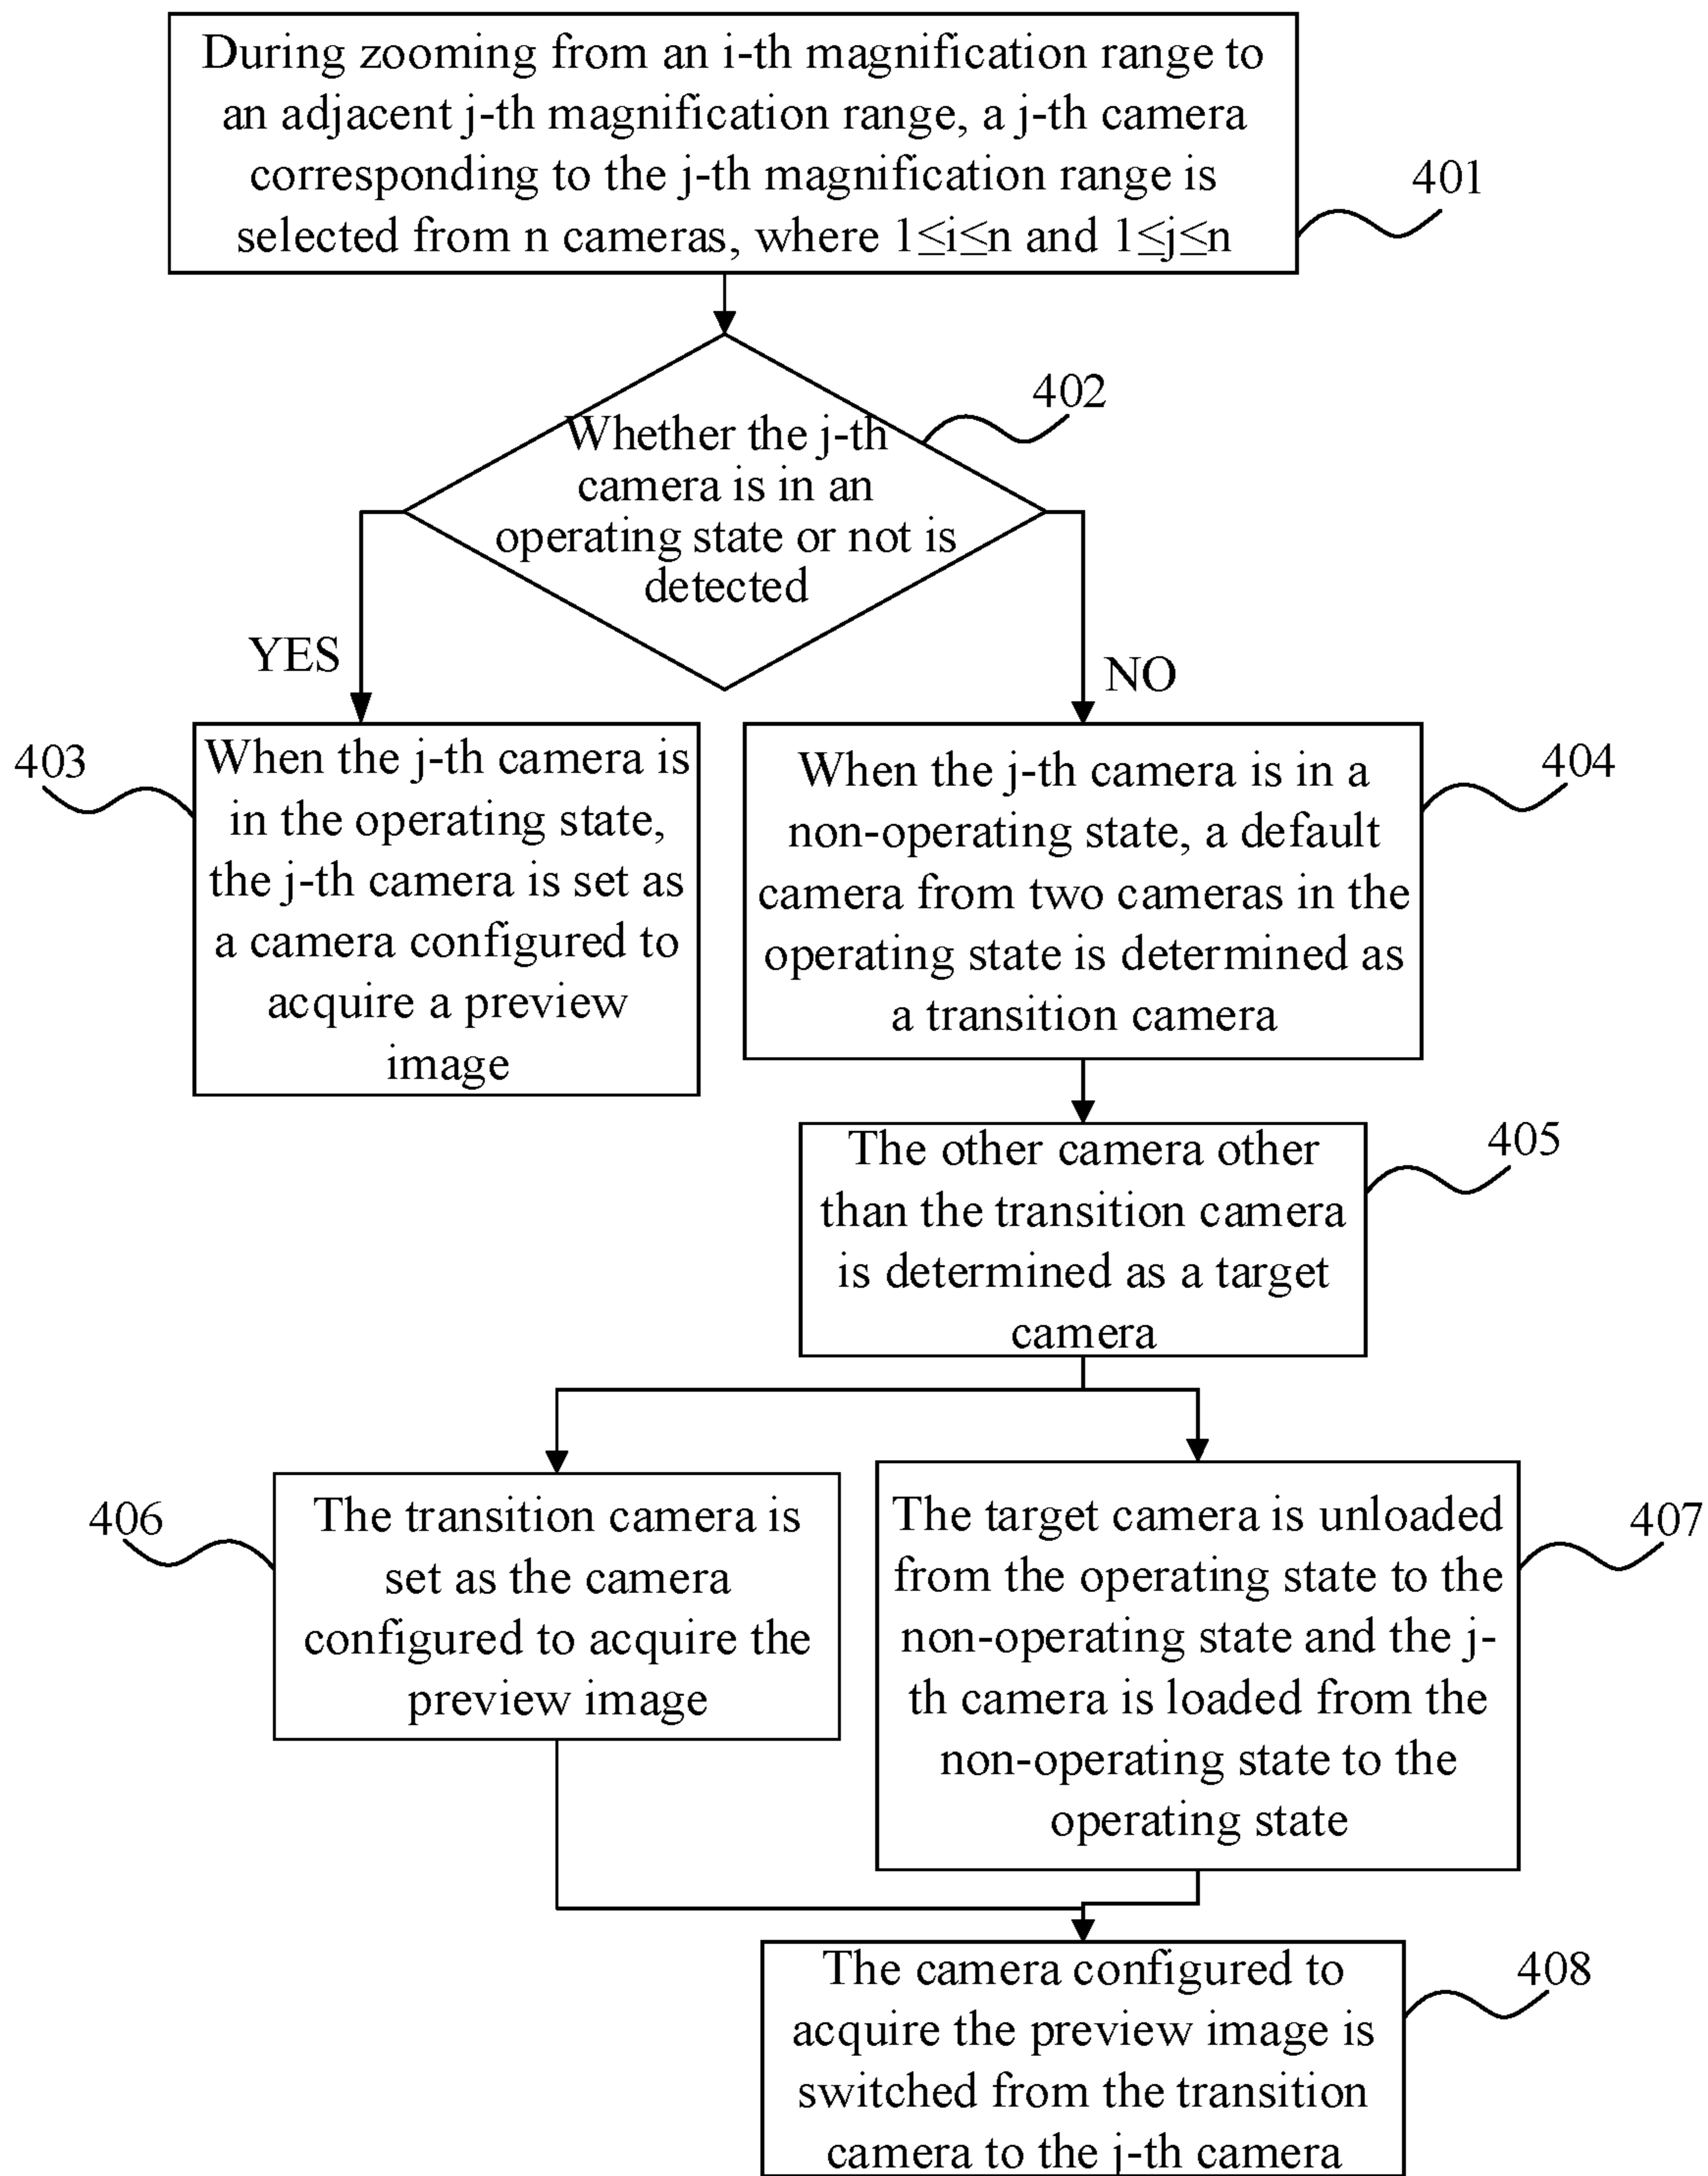 During zooming from an i-th magnification range to
an adjacent j-th magnification range, a j-th camera
corresponding to the j-th magnification range is
selected from n cameras, where 1≤i≤n and 1≤j≤n
401
402
Whether the j-th
camera is in an
operating state or not is
detected
YES
NO
403
When the j-th camera is
in the operating state,
the j-th camera is set as
a camera configured to
acquire a preview
image
404
When the j-th camera is in a
non-operating state, a default
camera from two cameras in the
operating state is determined as
a transition camera
405
The other camera other
than the transition camera
is determined as a target
camera
406
The transition camera is
set as the camera
configured to acquire the
preview image
407
The target camera is unloaded
from the operating state to the
non-operating state and the j-
th camera is loaded from the
non-operating state to the
operating state
408
The camera configured to
acquire the preview image is
switched from the transition
camera to the j-th camera